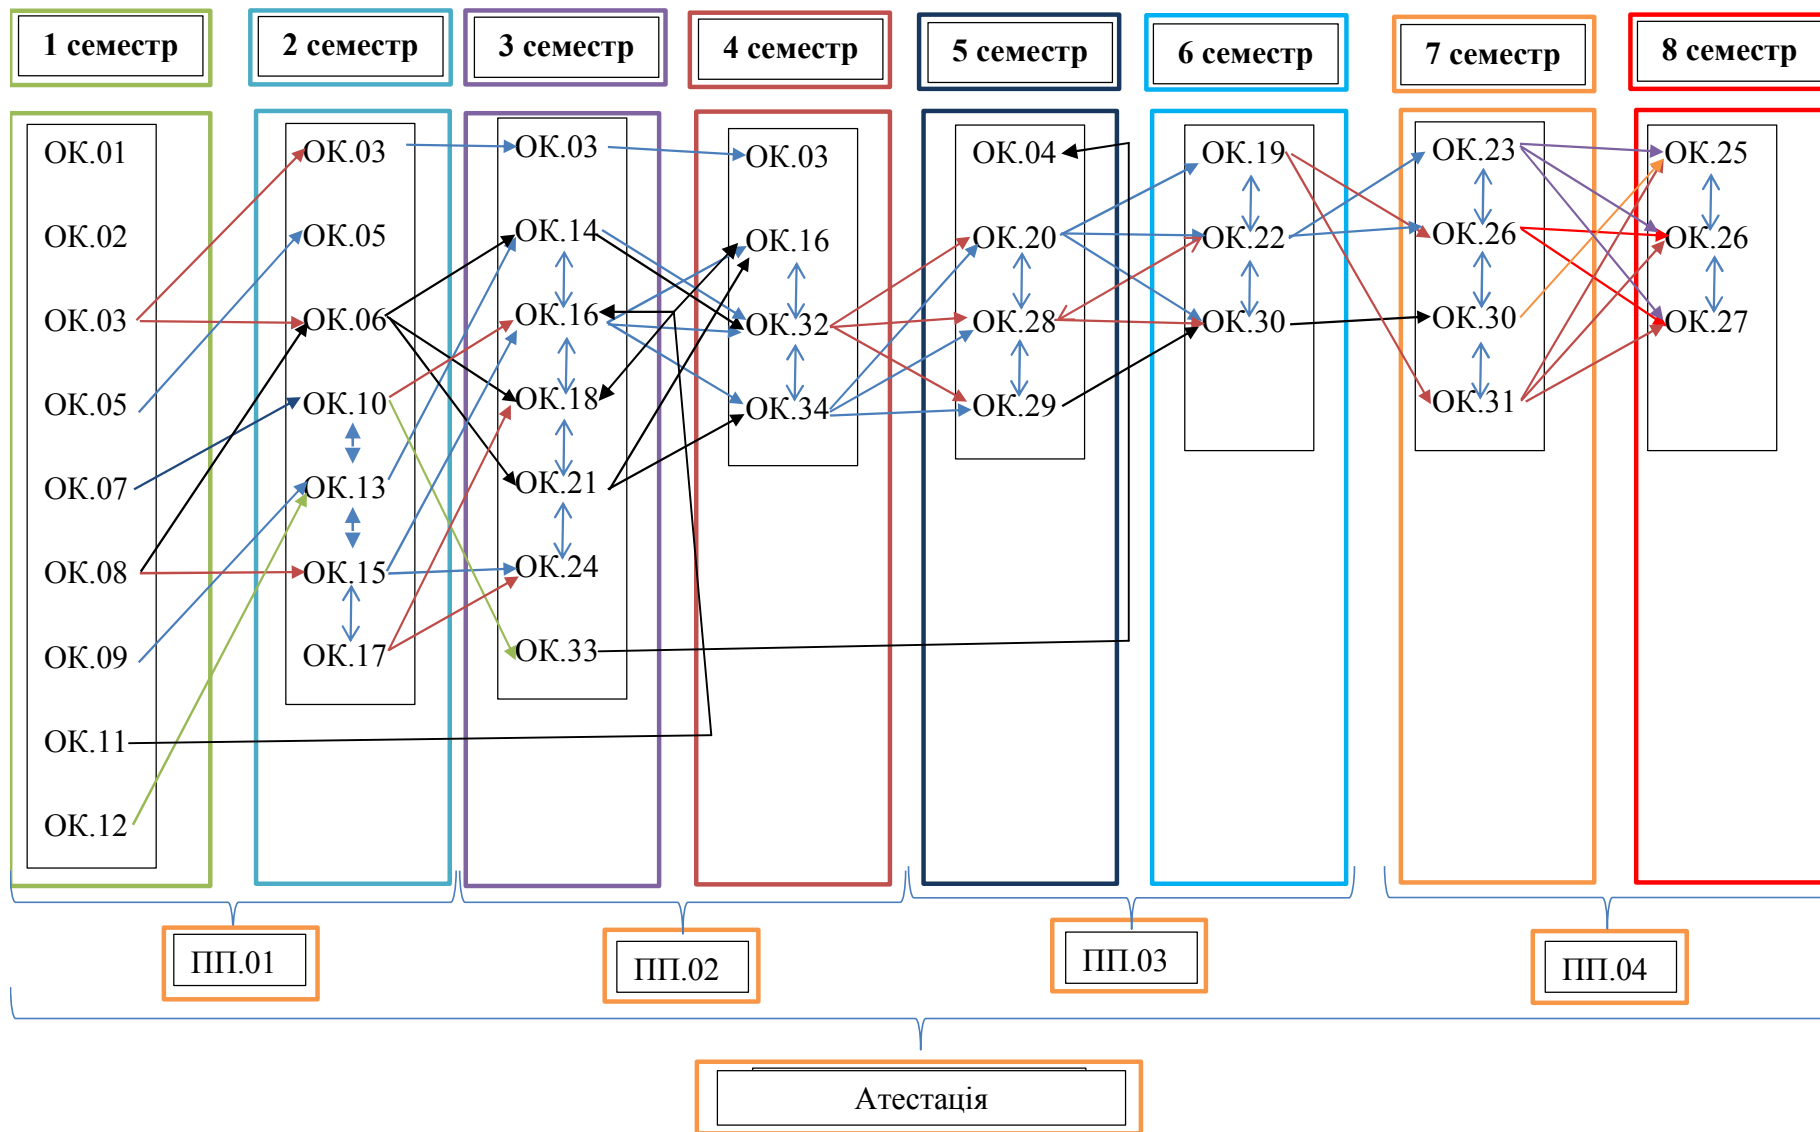 1 семестр
2 семестр
3 семестр
4 семестр
5 семестр
6 семестр
7 семестр
8 семестр
ОК.01
ОК.02
ОК.03
ОК.05
ОК.07
ОК.08
ОК.09
ОК.11
ОК.12
ОК.03
ОК.05
ОК.06
ОК.10
ОК.13
ОК.15
ОК.17
ОК.03
ОК.14
ОК.16
ОК.18
ОК.21
ОК.24
ОК.33
ОК.03
ОК.16
ОК.32
ОК.34
ОК.04
ОК.20
ОК.28
ОК.29
ОК.19
ОК.22
ОК.30
ОК.23
ОК.26
ОК.30
ОК.31
ОК.25
ОК.26
ОК.27
ПП.01
ПП.02
ПП.03
ПП.04
Атестація